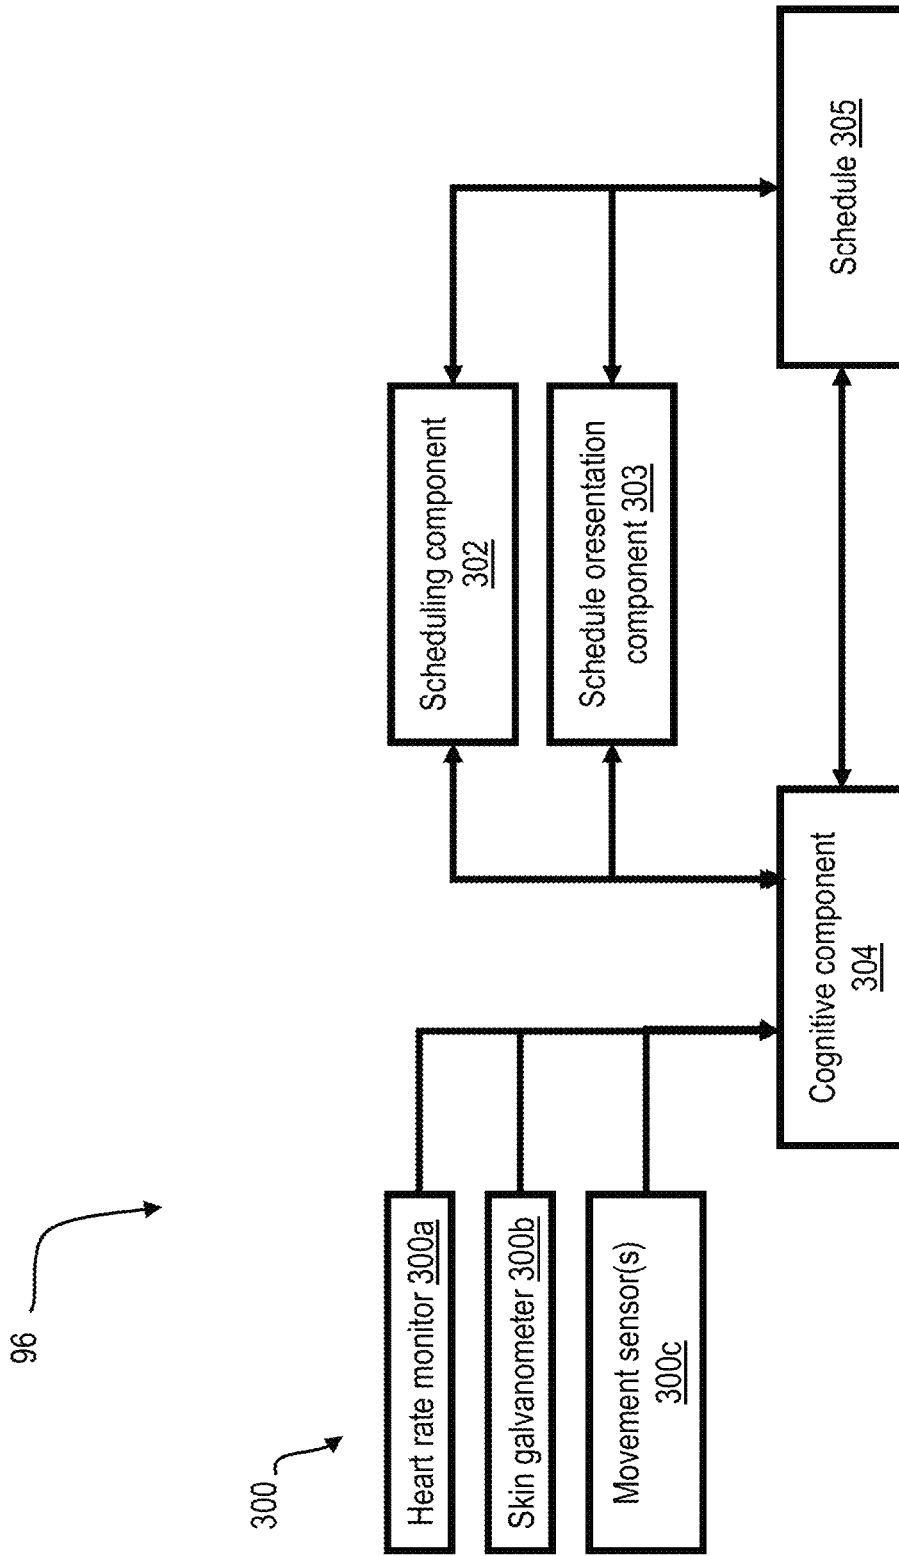 96
300
Heart rate monitor 300a
Skin galvanometer 300b
Movement sensor(s)
300c
Scheduling component
302
Schedule oresentation
component 303
Cognitive component
304
Schedule 305